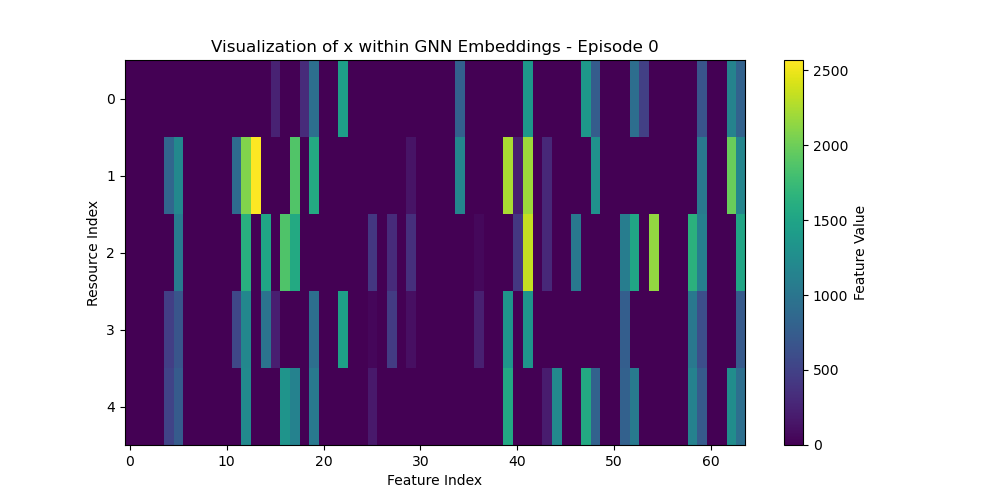 Visualization of x within GNN Embeddings - Episode 0
Resource Index
0
1
2
3
4
0 10 20 30 40 50 60
Feature Index
2500
2000
1500
1000
500
0
Feature Value